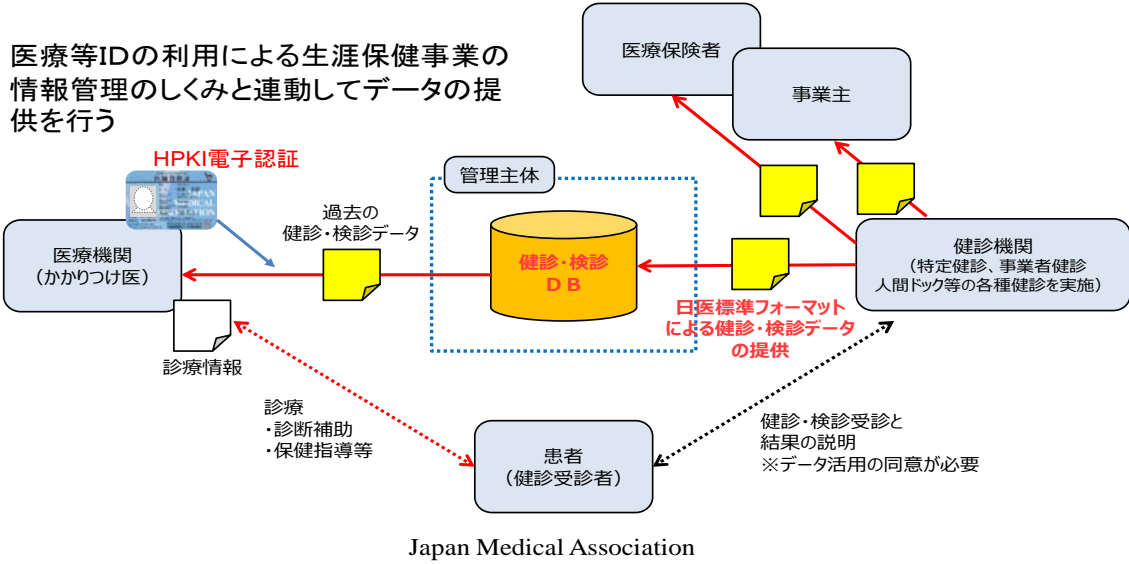 医療等IDの利用による生涯保健事業の
情報管理のしくみと連動してデータの提
供を行う
医療保険者
事業主
HPKI電子認証
管理主体
過去の
健診・検診データ
医療機関
(かかりつけ医)
健診・検診
DB
健診機関
(特定健診、事業者健診
人間ドック等の各種健診を実施)
日医標準フォーマット
による健診・検診データ
の提供
診療情報
診療
・診断補助
・保健指導等
健診・検診受診と
結果の説明
※データ活用の同意が必要
患者
(健診受診者)
Japan Medical Association